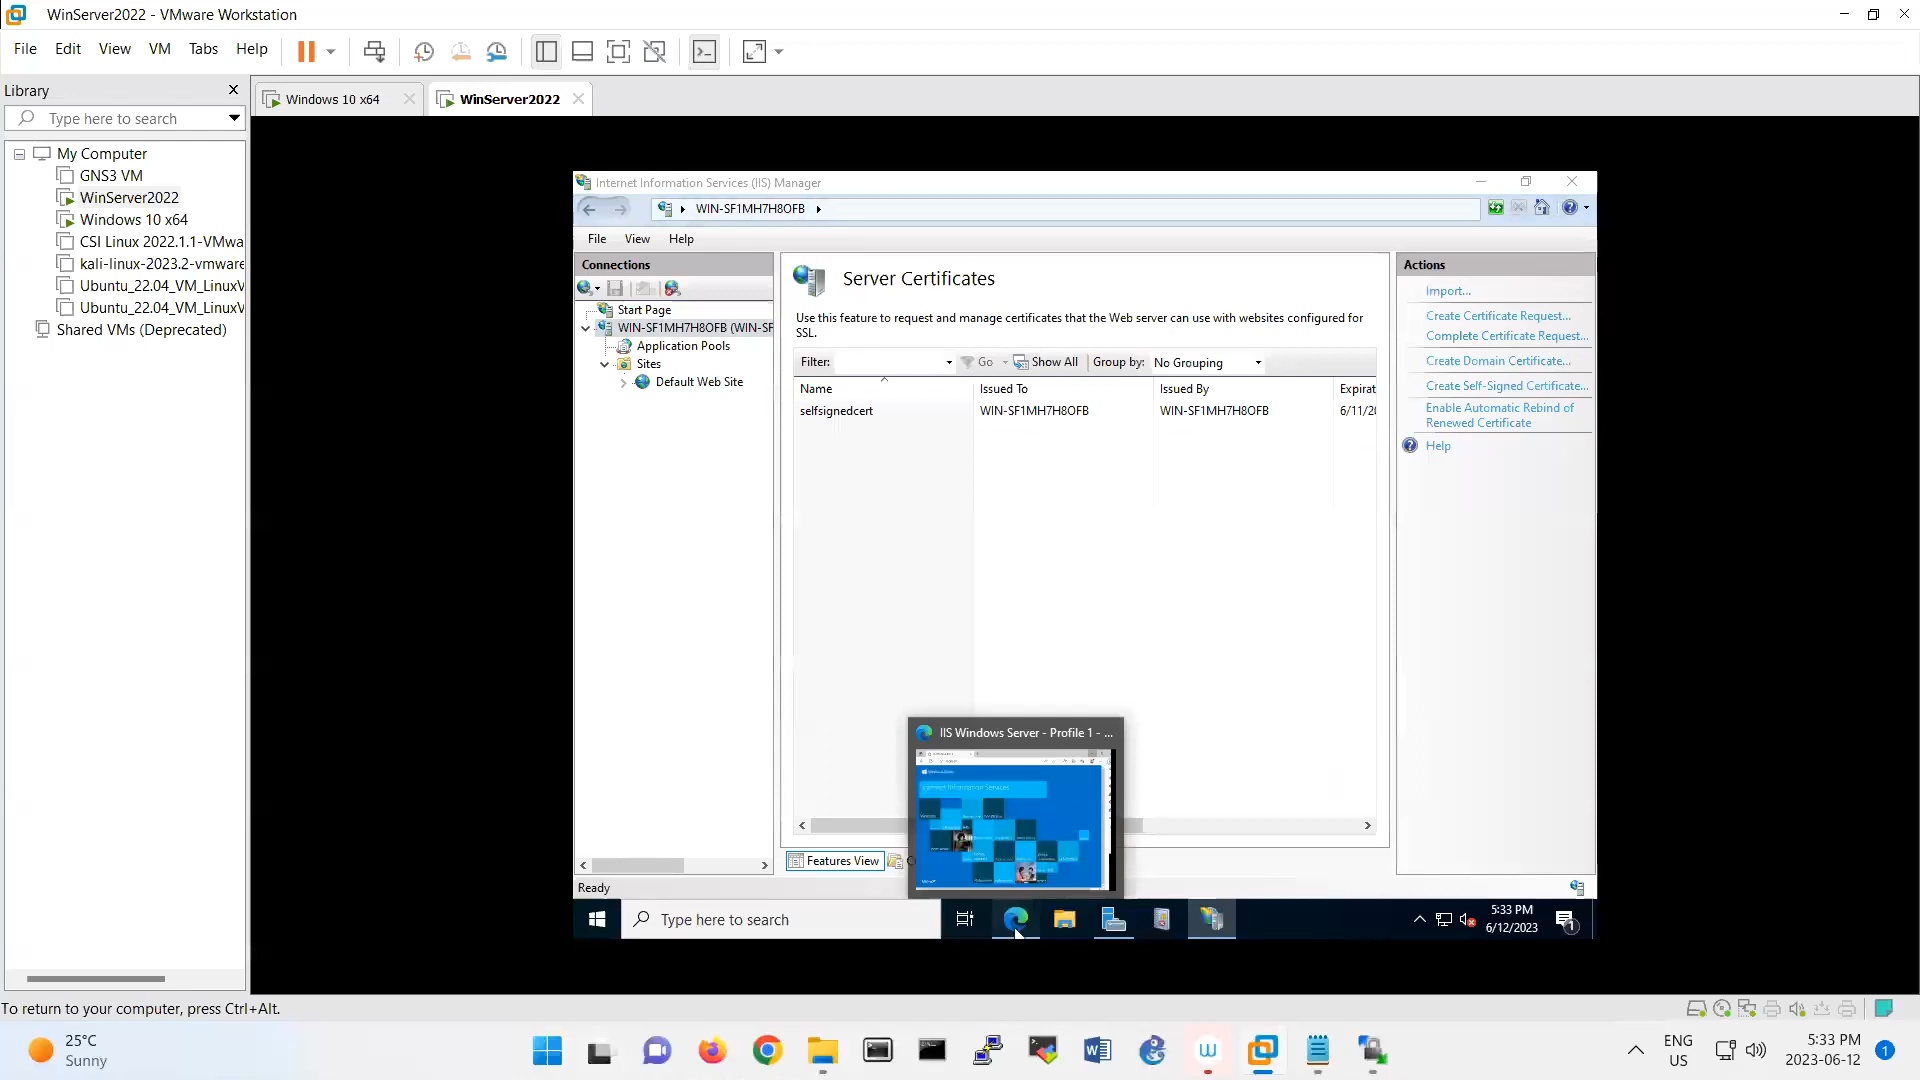 WinServer2022 - VMware Workstation
File Edit View VM Tabs Help
Library
Type here to search
My Computer
GNS3 VM
WinServer2022
Windows 10 x64
CSI Linux 2022.1.1-VMwa
kali-linux-2023.2-vmware
Ubuntu_22.04_VM_LinuxV
Ubuntu_22.04_VM_LinuxV
Shared VMs (Deprecated)
Windows 10 x64
WinServer2022
Internet Information Services (IIS) Manager
WIN-SF1MH7H8OFB
File View Help
Connections
Start Page
WIN-SF1MH7H8OFB (WIN-SF
Application Pools
Sites
Default Web Site
Server Certificates
Use this feature to request and manage certificates that the Web server can use with websites configured for
SSL.
Filter: Go Show All Group by: No Grouping
Name Issued To Issued By Expirat
selfsignedcert WIN-SF1MH7H8OFB WIN-SF1MH7H8OFB 6/11/20
Features View
Actions
Import...
Create Certificate Request...
Complete Certificate Request...
Create Domain Certificate...
Create Self-Signed Certificate...
Enable Automatic Rebind of
Renewed Certificate
Help
IIS Windows Server - Profile 1 - ...
Internet Information Services
Ready
Type here to search
5:33 PM
6/12/2023
1
To return to your computer, press Ctrl+Alt.
25°C
Sunny
ENG
US
5:33 PM
2023-06-12
1